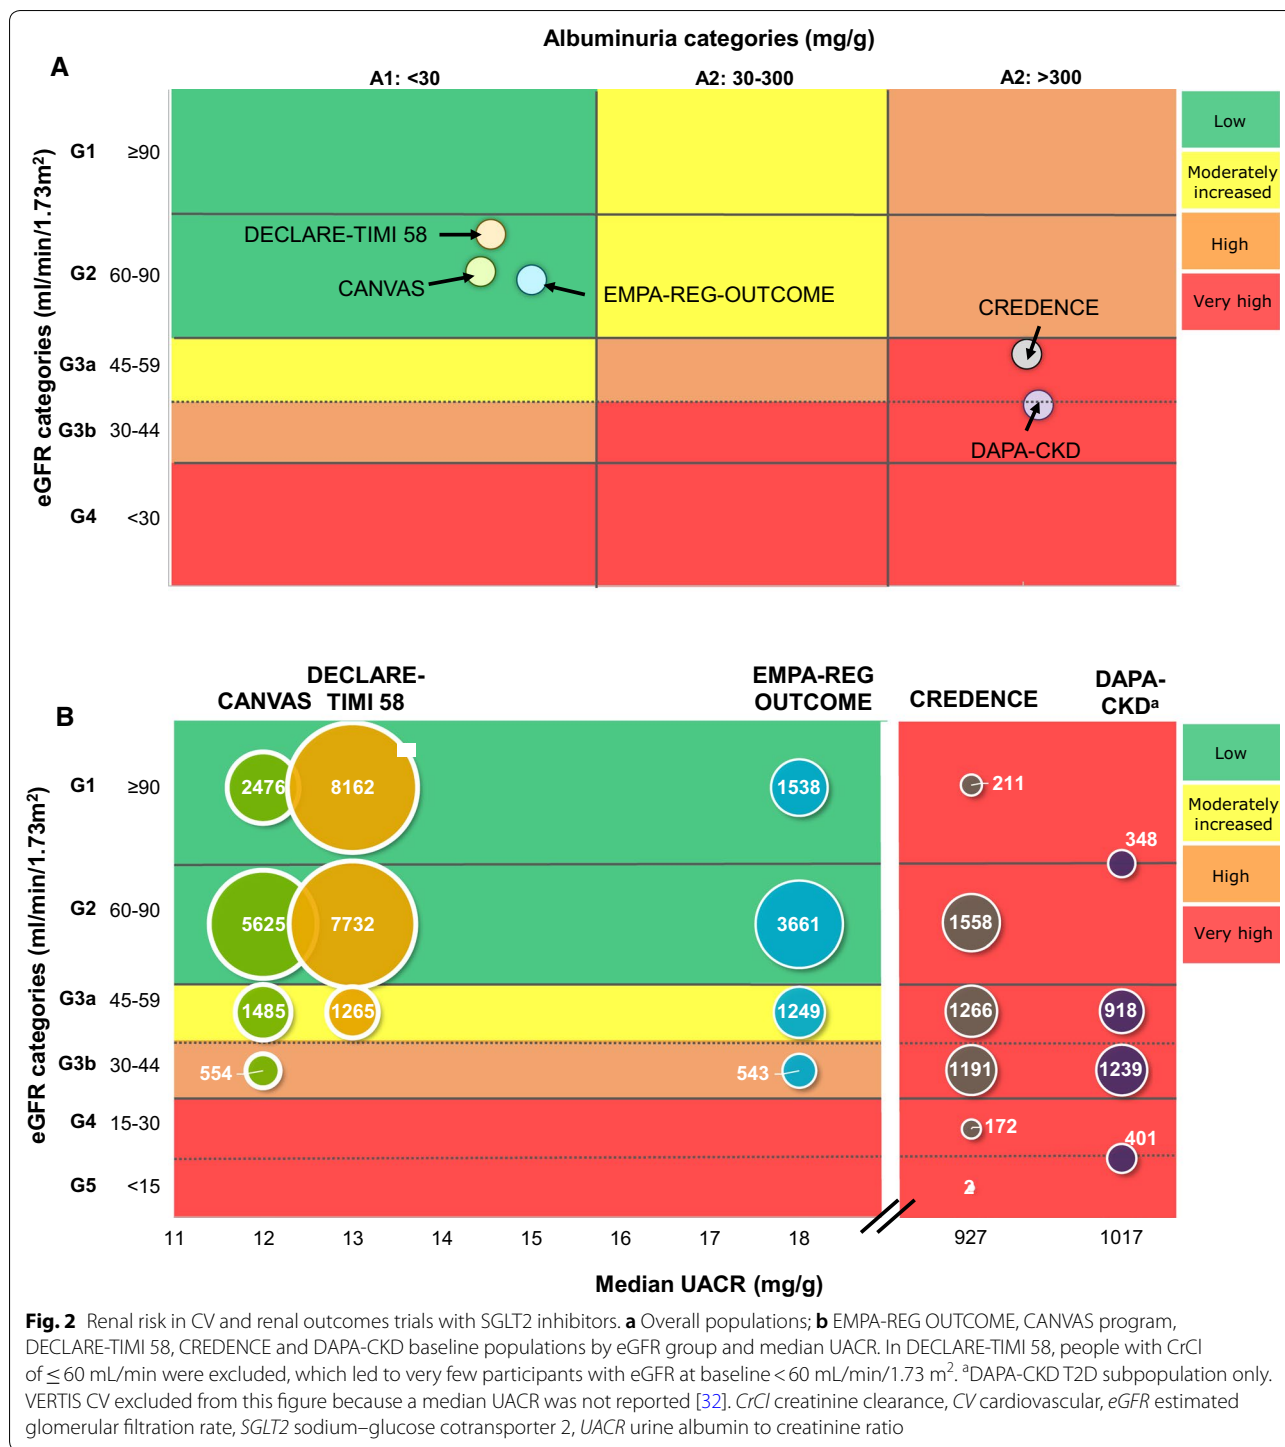 Albuminuria categories (mg/g)
A
A1: <30 A2: 30-300 A2: >300
eGFR categories (ml/min/1.73m²)
G1 ≥90
G2 60-90
G3a 45-59
G3b 30-44
G4 <30
DECLARE-TIMI 58
CANVAS
EMPA-REG-OUTCOME
CREDENCE
DAPA-CKD
Low
Moderately
increased
High
Very high
B
CANVAS
DECLARE-
TIMI 58
EMPA-REG
OUTCOME
CREDENCE
DAPA-
CKDᵃ
eGFR categories (ml/min/1.73m²)
G1 ≥90 2476 8162 1538 211
348
G2 60-90 5625 7732 3661 1558
G3a 45-59 1485 1265 1249 1266 918
G3b 30-44 554 543 1191 1239
G4 15-30 172
401
G5 <15 2
Low
Moderately
increased
High
Very high
11 12 13 14 15 16 17 18 927 1017
Median UACR (mg/g)
Fig. 2 Renal risk in CV and renal outcomes trials with SGLT2 inhibitors. a Overall populations; b EMPA-REG OUTCOME, CANVAS program,
DECLARE-TIMI 58, CREDENCE and DAPA-CKD baseline populations by eGFR group and median UACR. In DECLARE-TIMI 58, people with CrCl
of ≤ 60 mL/min were excluded, which led to very few participants with eGFR at baseline < 60 mL/min/1.73 m². ᵃDAPA-CKD T2D subpopulation only.
VERTIS CV excluded from this figure because a median UACR was not reported [32]. CrCl creatinine clearance, CV cardiovascular, eGFR estimated
glomerular filtration rate, SGLT2 sodium–glucose cotransporter 2, UACR urine albumin to creatinine ratio